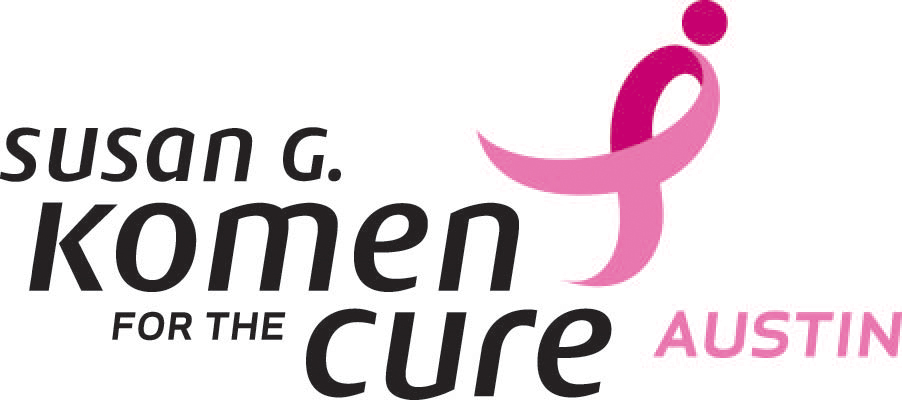 susan G.
komen
FOR THE cure AUSTIN